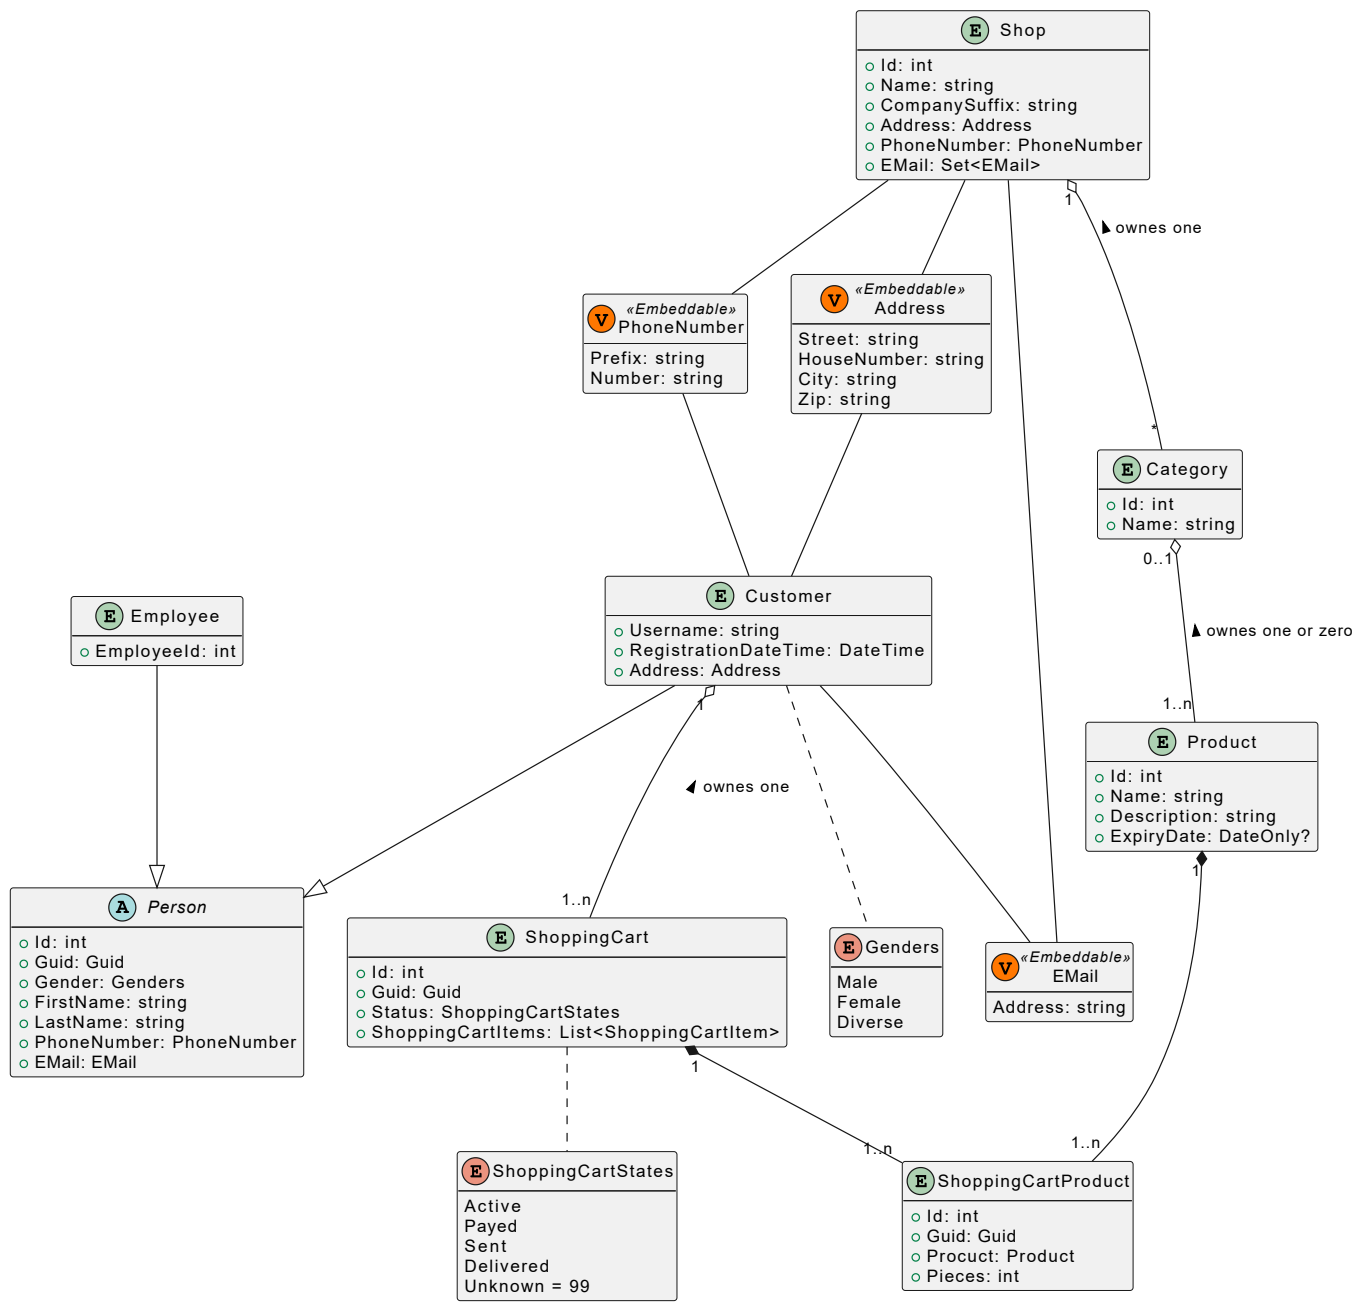 E Shop
Id: int
Name: string
CompanySuffix: string
Address: Address
PhoneNumber: PhoneNumber
EMail: Set<EMail>
1
ownes one
V «Embeddable»
PhoneNumber
Prefix: string
Number: string
V «Embeddable»
Address
Street: string
HouseNumber: string
City: string
Zip: string
*
E Category
Id: int
Name: string
0..1
ownes one or zero
1..n
E Employee
EmployeeId: int
E Customer
Username: string
RegistrationDateTime: DateTime
Address: Address
1
ownes one
1..n
E Product
Id: int
Name: string
Description: string
ExpiryDate: DateOnly?
1
A Person
Id: int
Guid: Guid
Gender: Genders
FirstName: string
LastName: string
PhoneNumber: PhoneNumber
EMail: EMail
E ShoppingCart
Id: int
Guid: Guid
Status: ShoppingCartStates
ShoppingCartItems: List<ShoppingCartItem>
1
E Genders
Male
Female
Diverse
V «Embeddable»
EMail
Address: string
1..n
1..n
E ShoppingCartStates
Active
Payed
Sent
Delivered
Unknown = 99
E ShoppingCartProduct
Id: int
Guid: Guid
Procuct: Product
Pieces: int